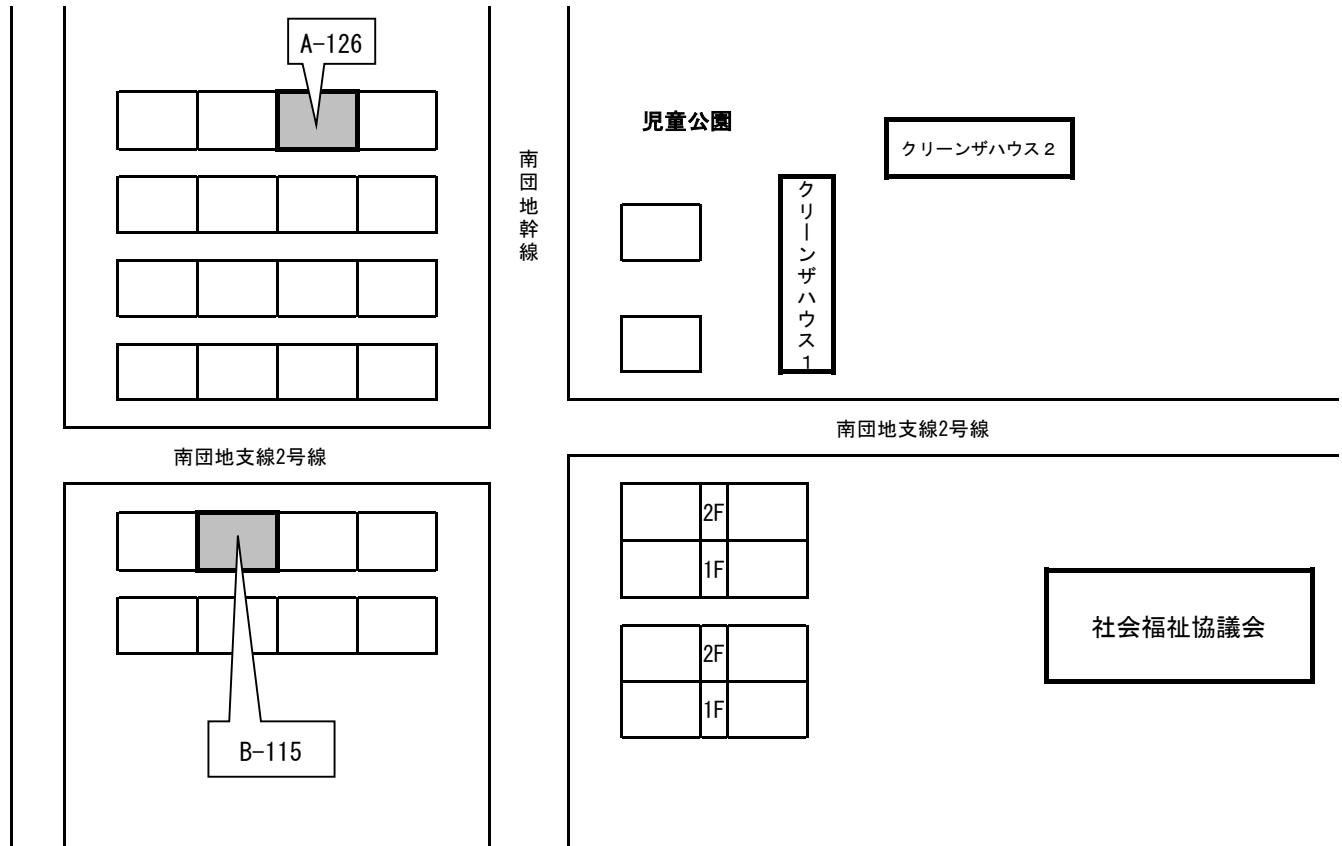 A-126
児童公園
クリーンザハウス２
南団地幹線
クリーンザハウス１
南団地支線2号線
南団地支線2号線
2F
1F
社会福祉協議会
2F
1F
B-115